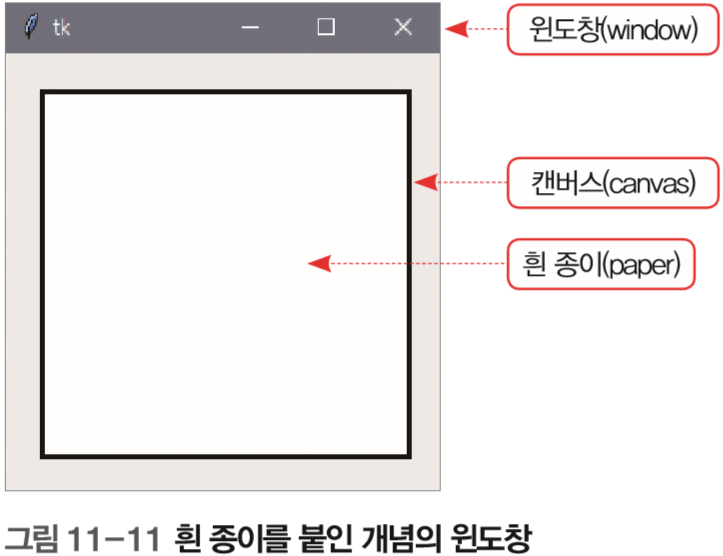 tk
윈도창(window)
캔버스(canvas)
흰 종이(paper)
그림 11-11 흰 종이를 붙인 개념의 윈도창